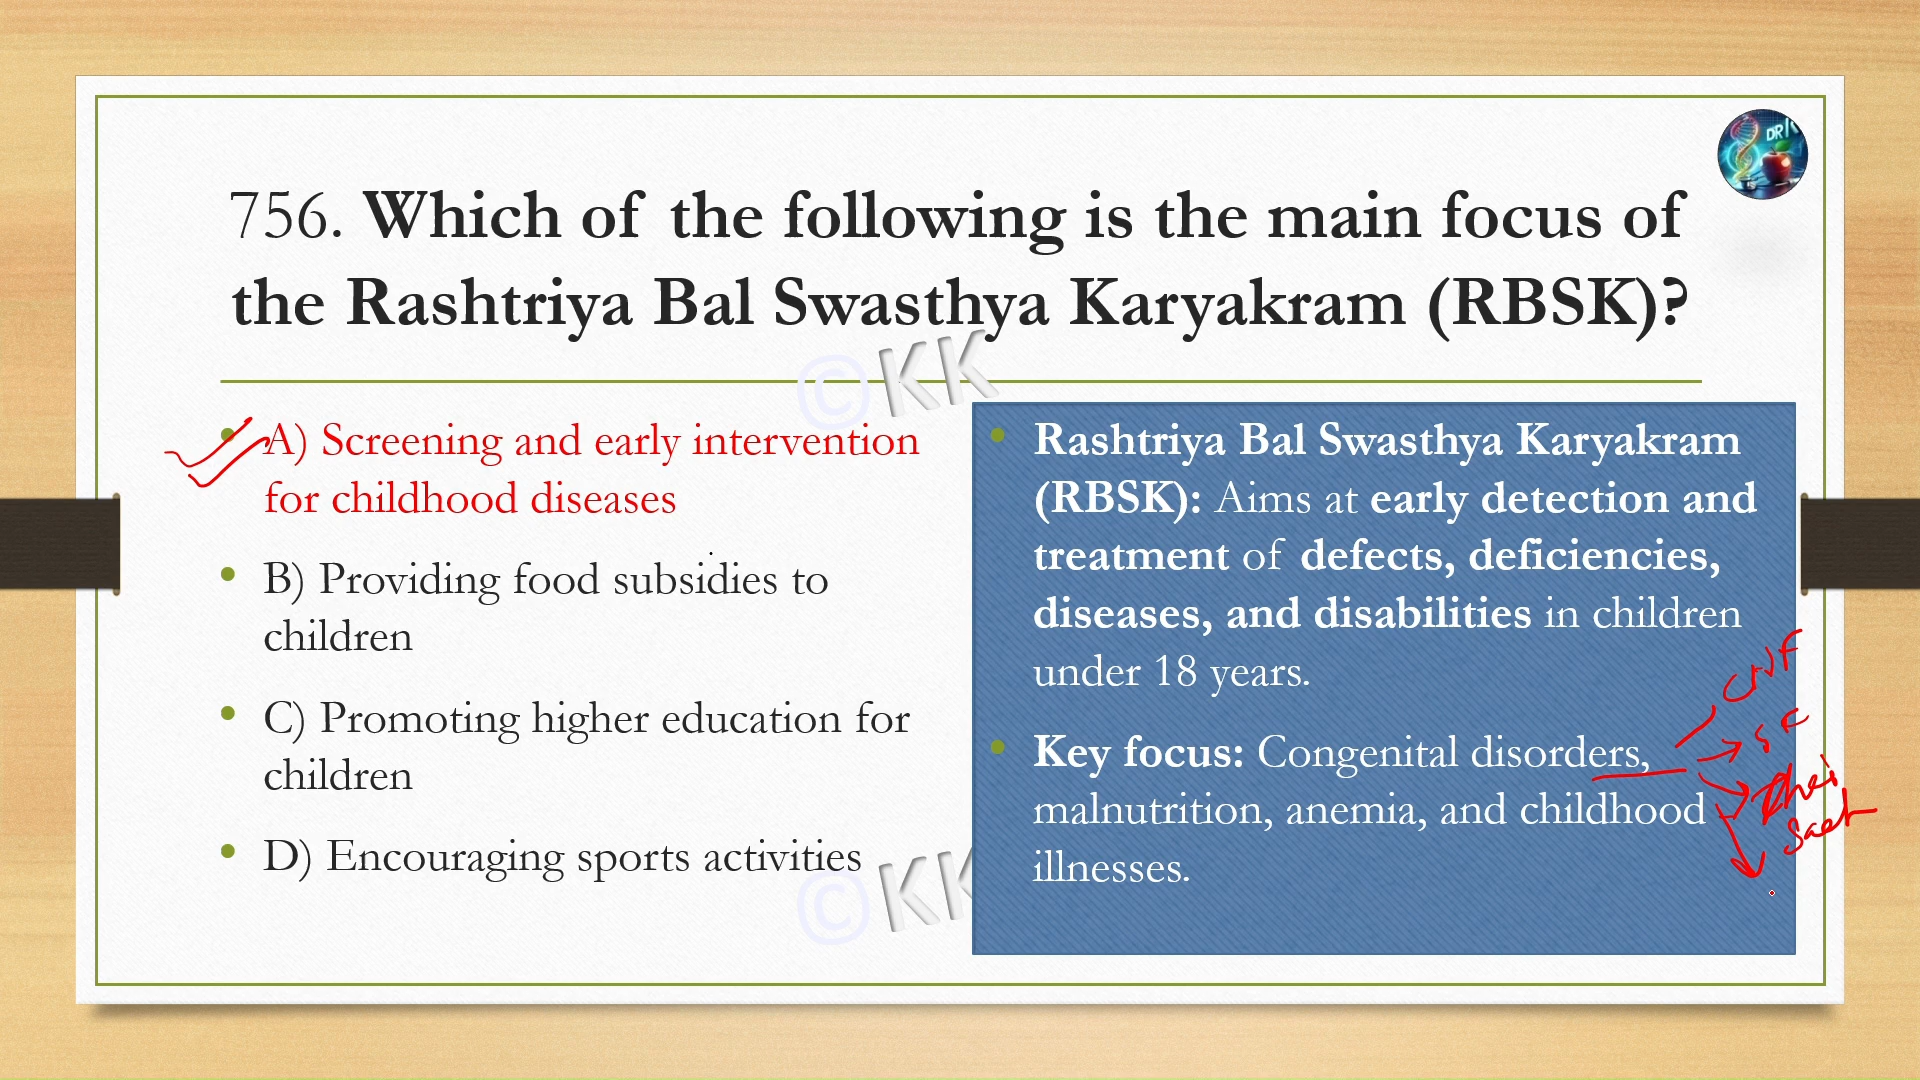 756. Which of the following is the main focus of
the Rashtriya Bal Swasthya Karyakram (RBSK)?
©KK
• A) Screening and early intervention
for childhood diseases
• B) Providing food subsidies to
children
• C) Promoting higher education for
children
• D) Encouraging sports activities
©KK
• Rashtriya Bal Swasthya Karyakram
(RBSK): Aims at early detection and
treatment of defects, deficiencies,
diseases, and disabilities in children
under 18 years.
• Key focus: Congenital disorders,
malnutrition, anemia, and childhood
illnesses.